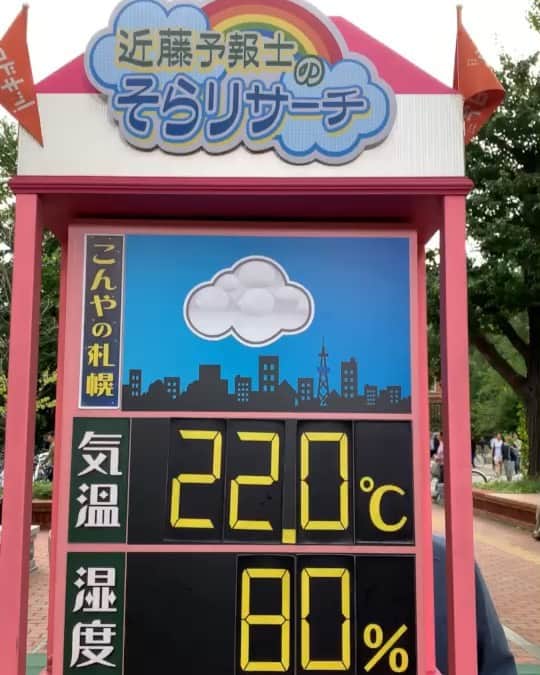 近藤予報士の
そらリサーチ
こんやの札幌
気温
22.0℃
湿度
80%